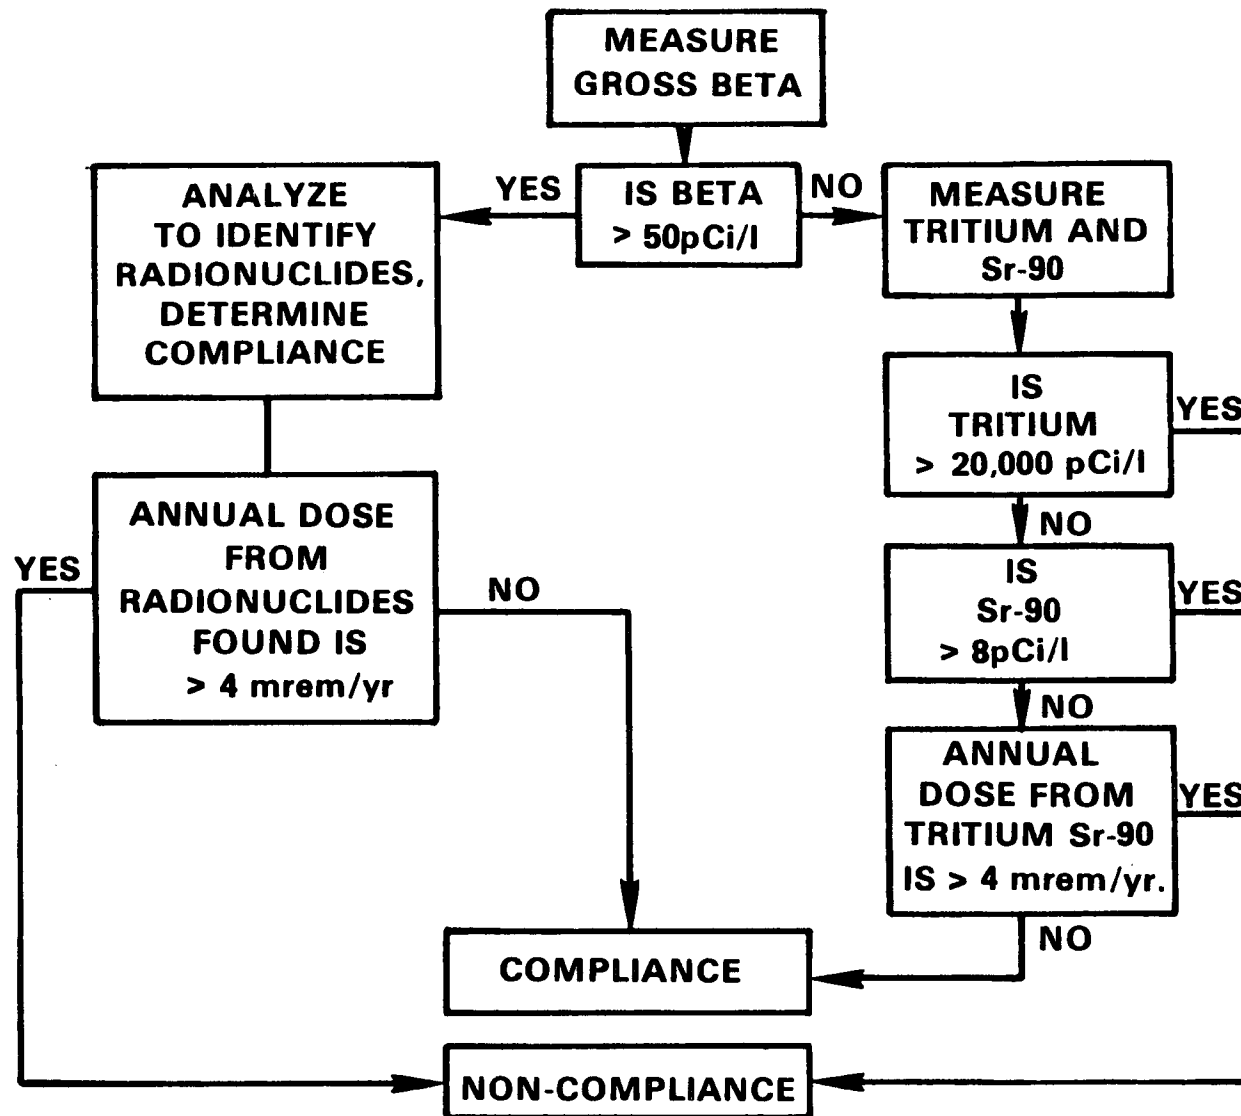 MEASURE
GROSS BETA
YES
IS BETA
> 50pCi/l
NO
ANALYZE
TO IDENTIFY
RADIONUCLIDES,
DETERMINE
COMPLIANCE
MEASURE
TRITIUM AND
Sr-90
IS
TRITIUM
> 20,000 pCi/l
YES
NO
ANNUAL DOSE
FROM
RADIONUCLIDES
FOUND IS
> 4 mrem/yr
YES
NO
IS
Sr-90
> 8pCi/l
YES
NO
ANNUAL
DOSE FROM
TRITIUM Sr-90
IS > 4 mrem/yr.
YES
NO
COMPLIANCE
NON-COMPLIANCE